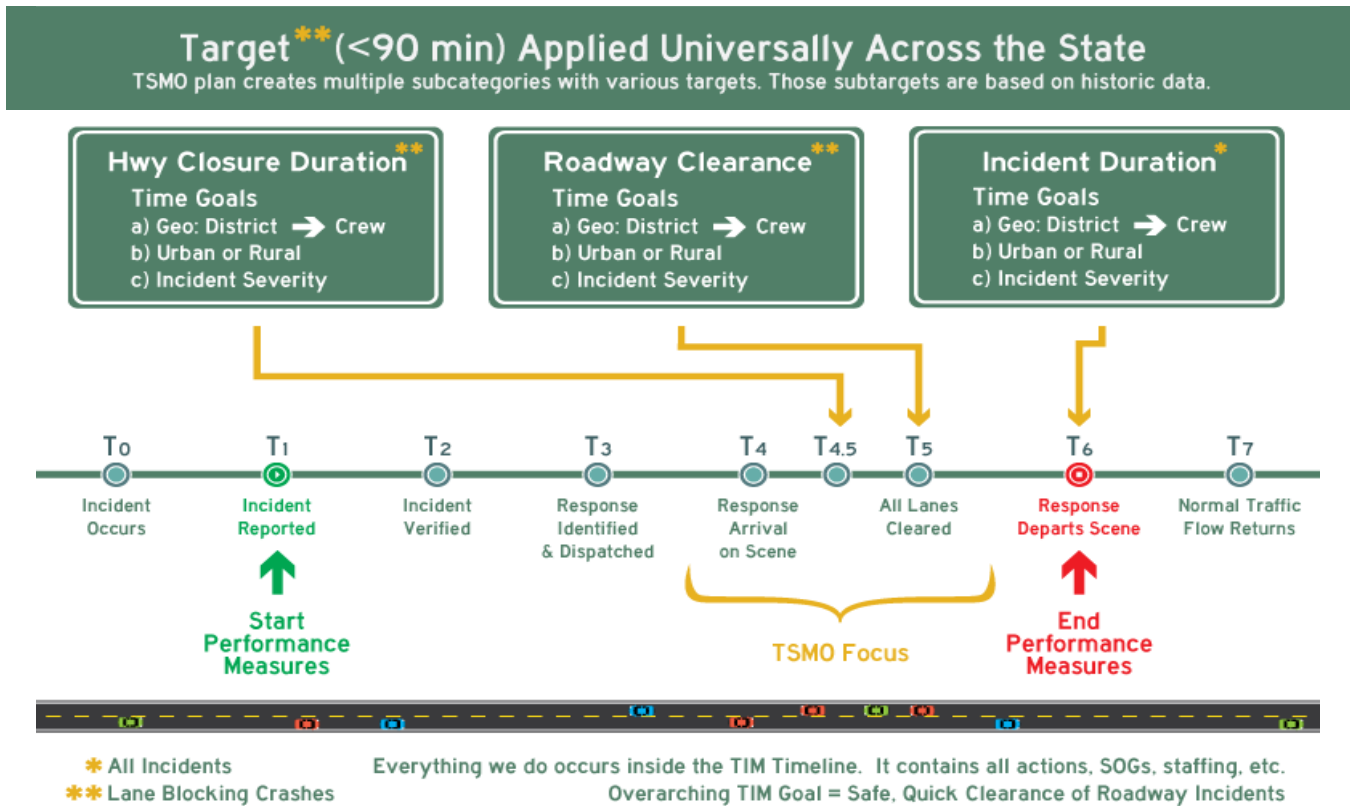 Target**(<90 min) Applied Universally Across the State
TSMO plan creates multiple subcategories with various targets. Those subtargets are based on historic data.
Hwy Closure Duration**
Time Goals
a) Geo: District → Crew
b) Urban or Rural
c) Incident Severity
Roadway Clearance**
Time Goals
a) Geo: District → Crew
b) Urban or Rural
c) Incident Severity
Incident Duration*
Time Goals
a) Geo: District → Crew
b) Urban or Rural
c) Incident Severity
T0
Incident
Occurs
T1
Incident
Reported
T2
Incident
Verified
T3
Response
Identified
& Dispatched
T4
Response
Arrival
on Scene
T4.5
T5
All Lanes
Cleared
T6
Response
Departs Scene
T7
Normal Traffic
Flow Returns
Start
Performance
Measures
TSMO Focus
End
Performance
Measures
* All Incidents
** Lane Blocking Crashes
Everything we do occurs inside the TIM Timeline. It contains all actions, SOGs, staffing, etc.
Overarching TIM Goal = Safe, Quick Clearance of Roadway Incidents